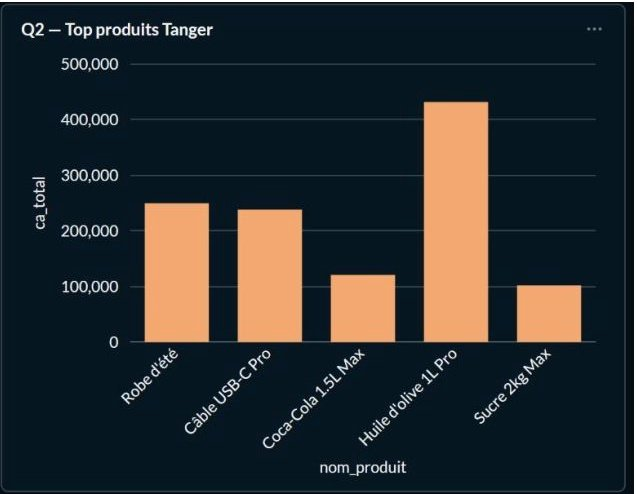 Q2 — Top produits Tanger
...
500,000
400,000
300,000
200,000
100,000
0
ca_total
Robe d'été
Câble USB-C Pro
Coca-Cola 1.5L Max
Huile d'olive 1L Pro
Sucre 2kg Max
nom_produit